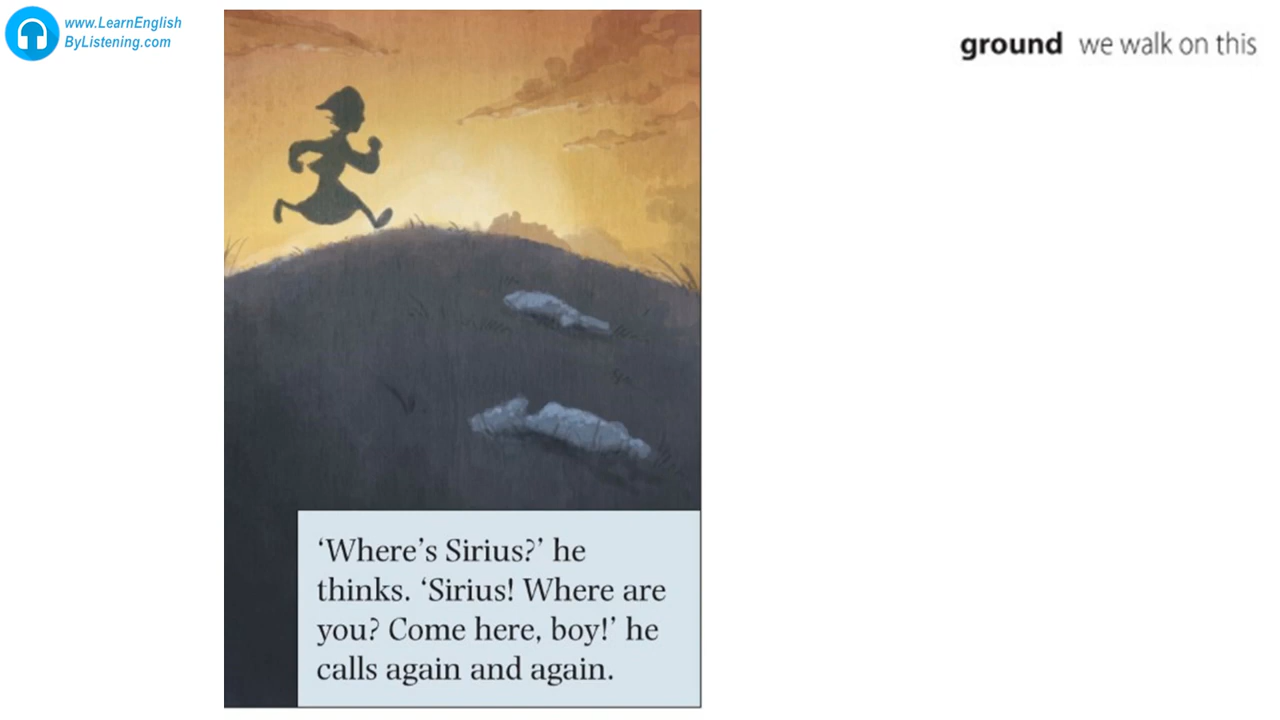 www.LearnEnglish
ByListening.com
ground we walk on this
‘Where’s Sirius?’ he
thinks. ‘Sirius! Where are
you? Come here, boy!’ he
calls again and again.